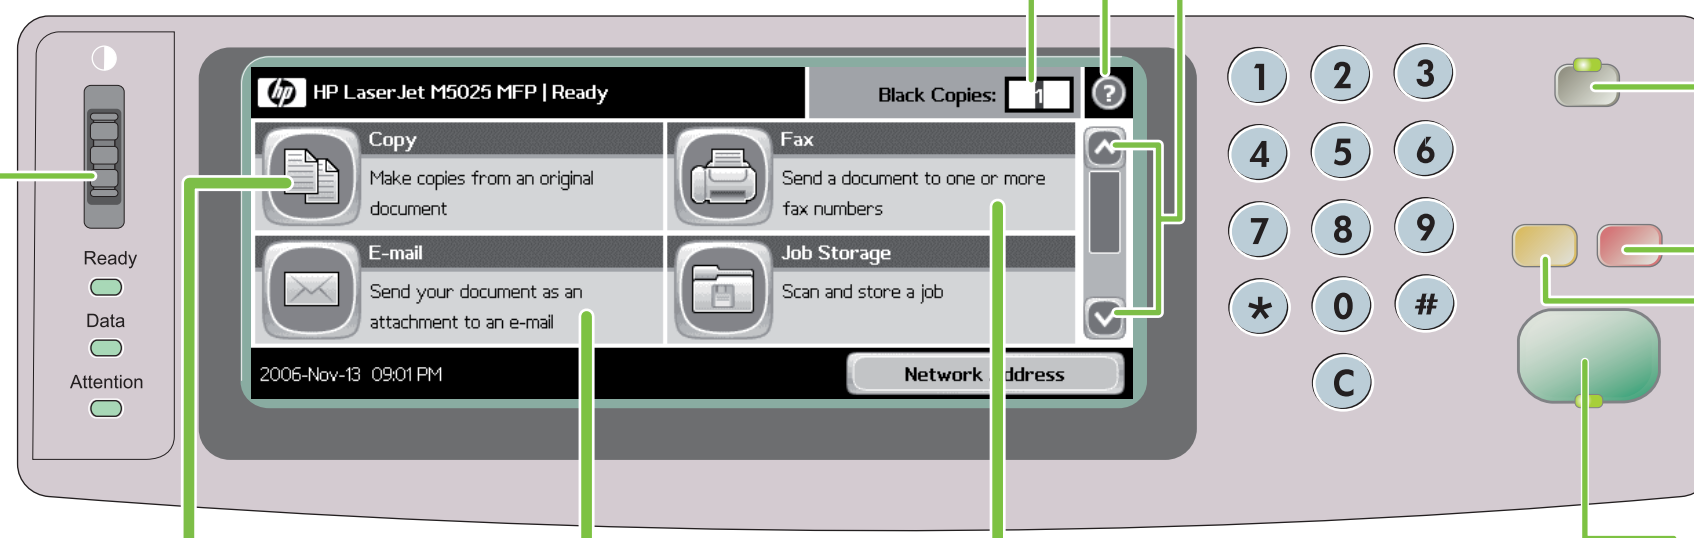 hp HP LaserJet M5025 MFP | Ready
Black Copies: 1 ?
Copy
Make copies from an original
document
Fax
Send a document to one or more
fax numbers
E-mail
Send your document as an
attachment to an e-mail
Job Storage
Scan and store a job
2006-Nov-13 09:01 PM
Network Address
Ready
Data
Attention
1 2 3
4 5 6
7 8 9
* 0 #
C